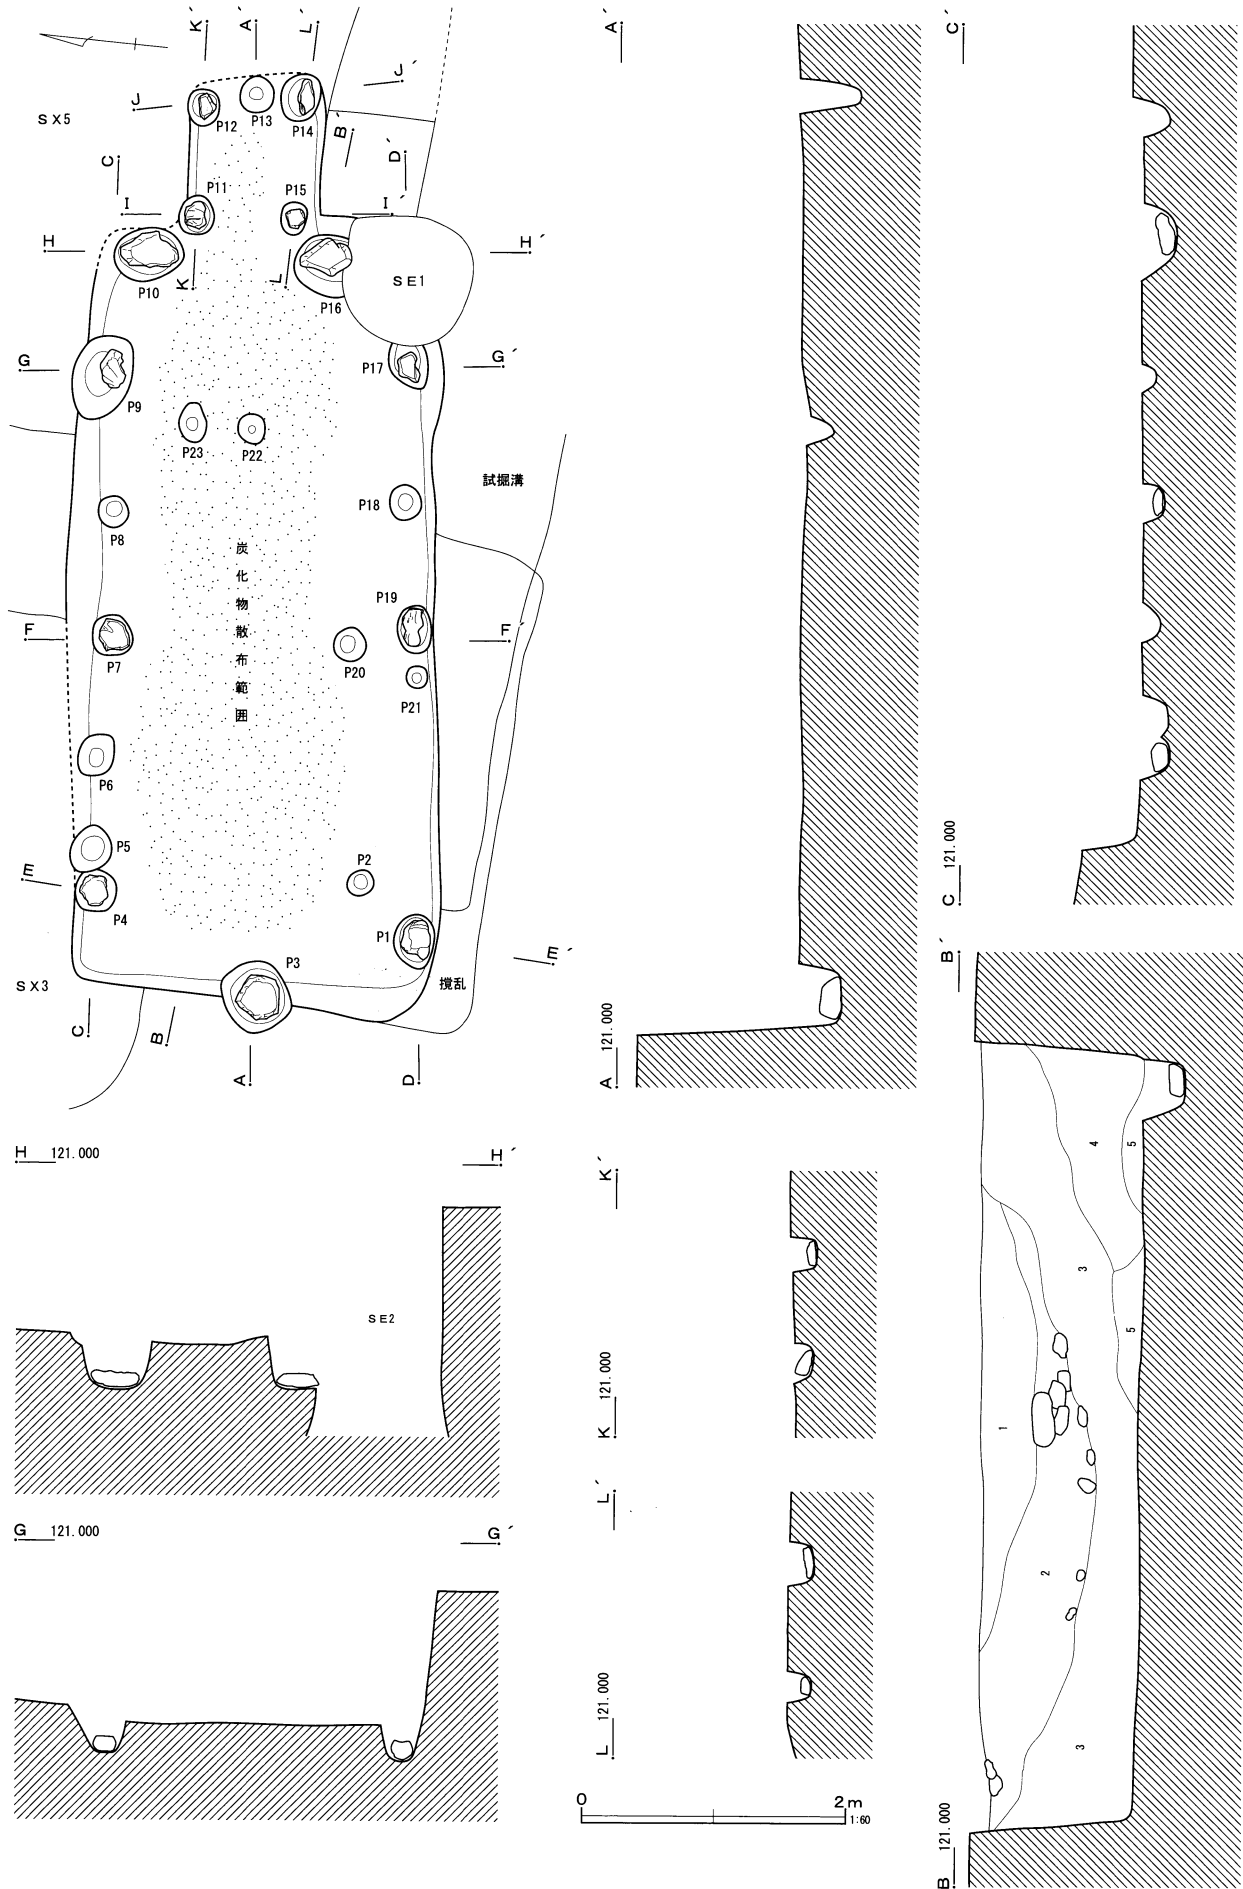 K´
A´
L´
J´
J
SX5
P12
P13
P14
B´
C
D´
P11
P15
I
I´
H
H´
P10
K
L
P16
SE1
G
G´
P9
P17
P23
P22
試掘溝
P8
P18
炭化物散布範囲
P19
F
F´
P7
P20
P21
P6
P5
E
P2
P4
P1
P3
E´
SX3
撹乱
C
B
A
D
A´
A 121.000
C´
C 121.000
H 121.000
H´
SE2
G 121.000
G´
K´
K 121.000
L´
L 121.000
0 2m
1:60
B´
4
5
3
5
1
2
3
B 121.000